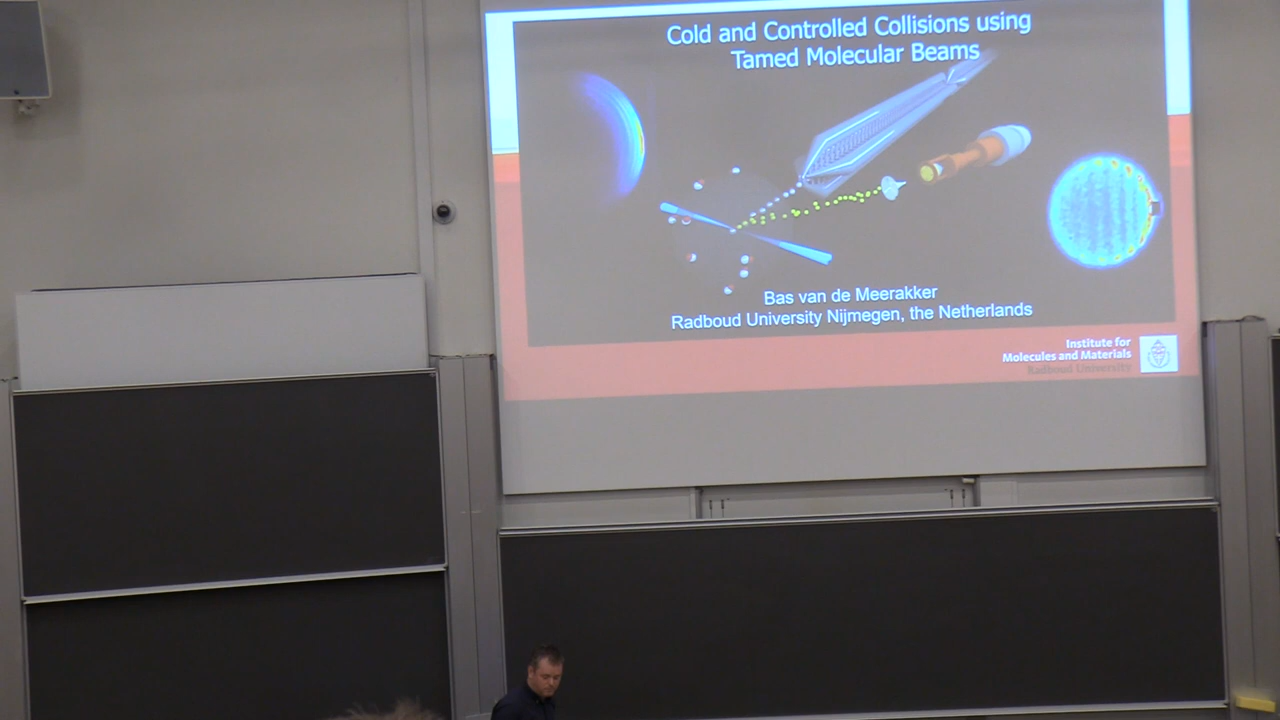 Cold and Controlled Collisions using
Tamed Molecular Beams
Bas van de Meerakker
Radboud University Nijmegen, the Netherlands
Institute for
Molecules and Materials
Radboud University